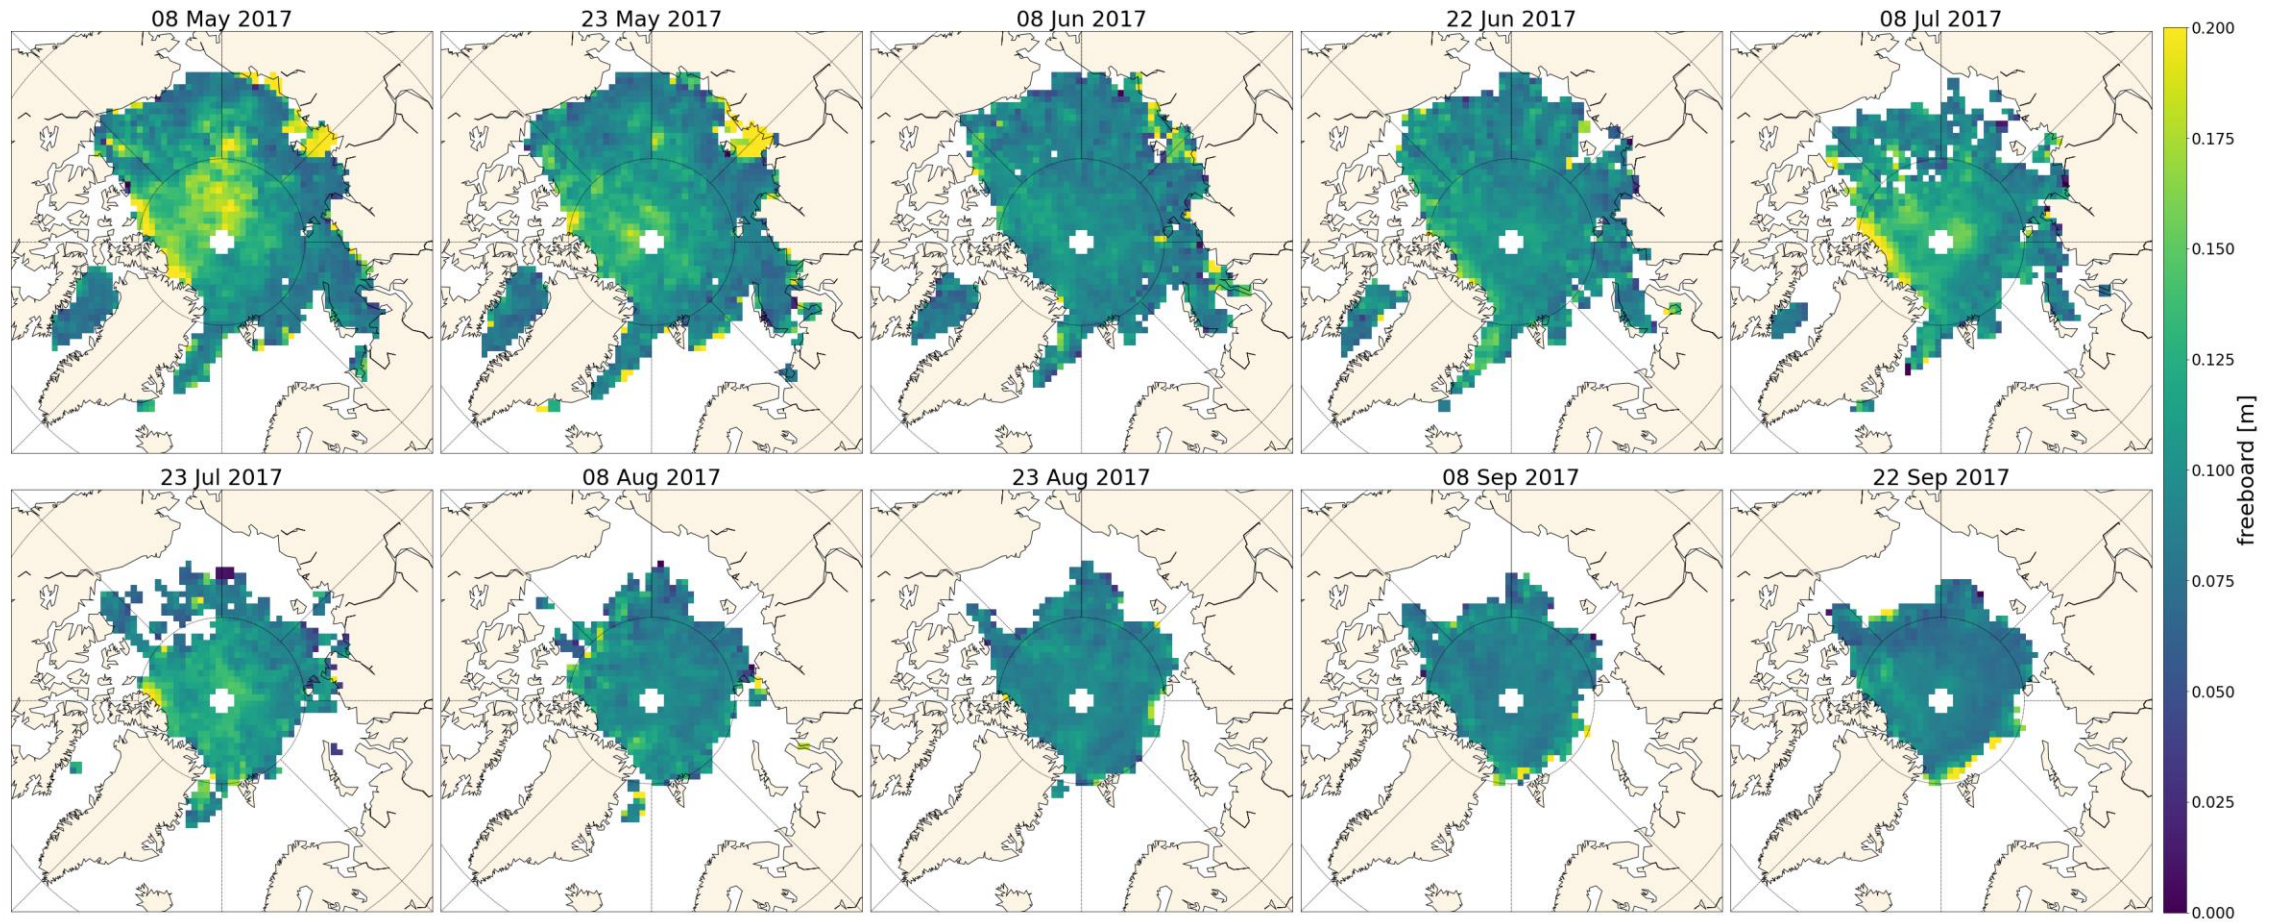 08 May 2017
23 May 2017
08 Jun 2017
22 Jun 2017
08 Jul 2017
23 Jul 2017
08 Aug 2017
23 Aug 2017
08 Sep 2017
22 Sep 2017
0.200
0.175
0.150
0.125
0.100
0.075
0.050
0.025
0.000
freeboard [m]